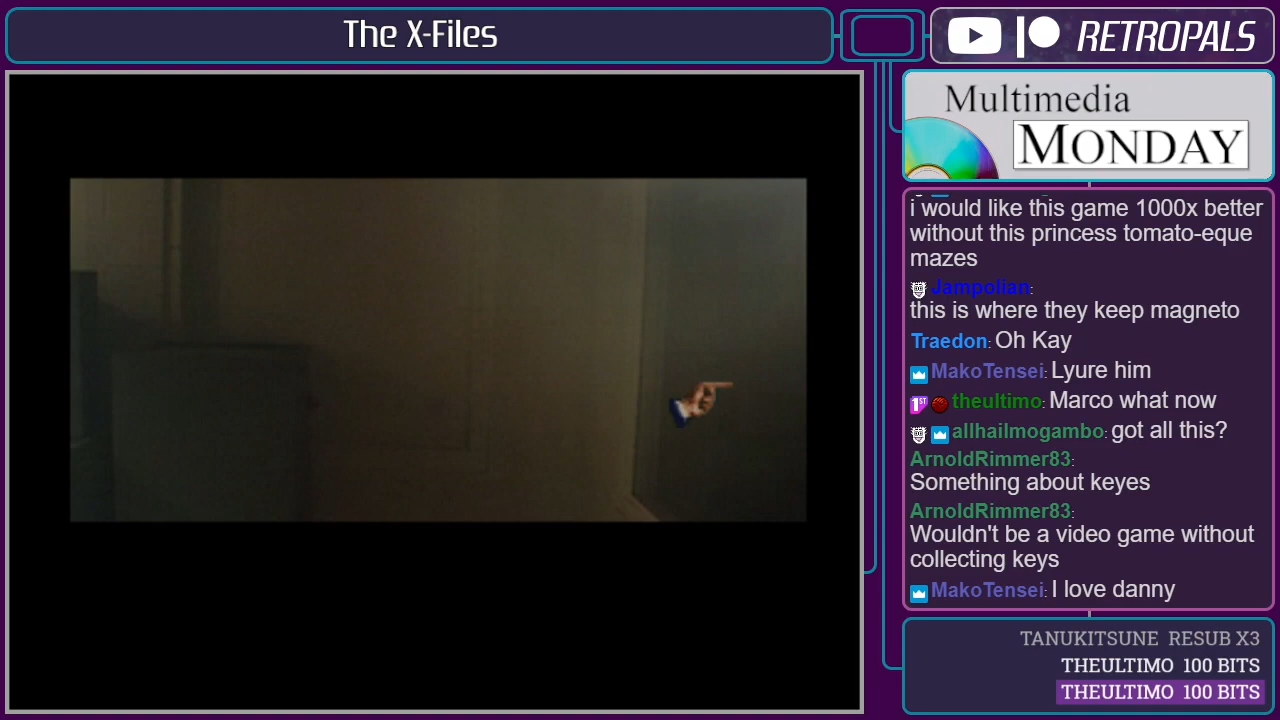 The X-Files
RETROPALS
Multimedia
MONDAY
i would like this game 1000x better
without this princess tomato-eque
mazes
Jampolian:
this is where they keep magneto
Traedon: Oh Kay
MakoTensei: Lyure him
1ST theultimo: Marco what now
allhailmogambo: got all this?
ArnoldRimmer83:
Something about keyes
ArnoldRimmer83:
Wouldn't be a video game without
collecting keys
MakoTensei: I love danny
TANUKITSUNE RESUB X3
THEULTIMO 100 BITS
THEULTIMO 100 BITS